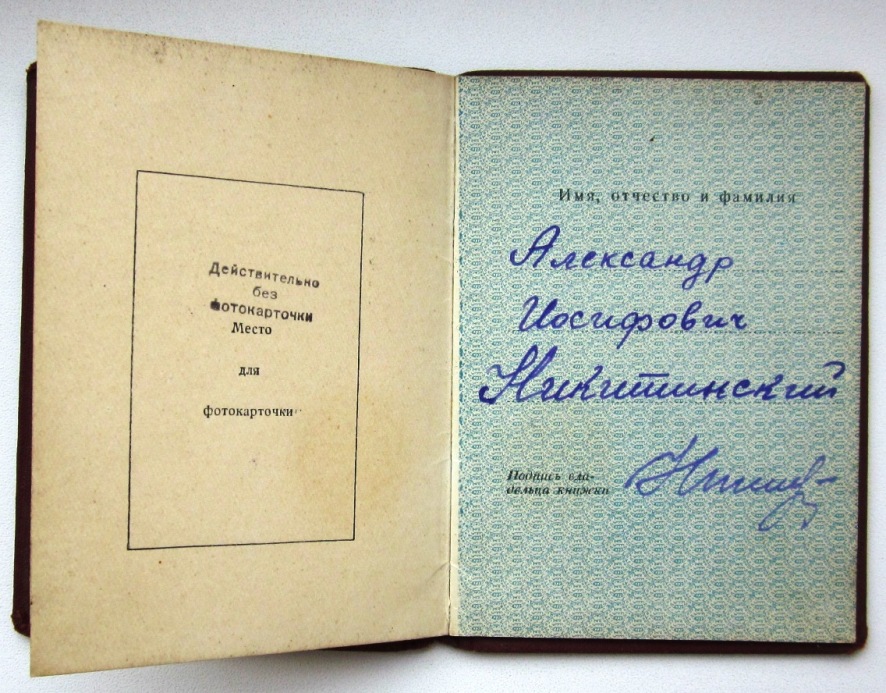 Действительно
без
фотокарточки
Место
для
фотокарточки
Имя, отчество и фамилия
Александр
Иосифович
Никитинский
Подпись вла-
дельца книжки